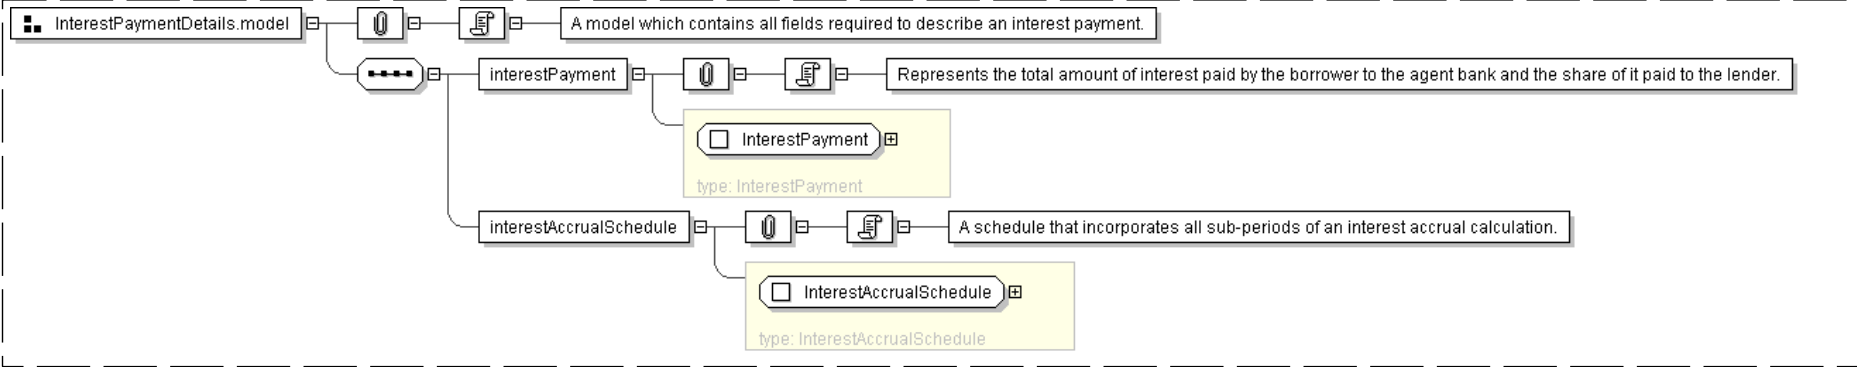 InterestPaymentDetails.model
A model which contains all fields required to describe an interest payment.
interestPayment
Represents the total amount of interest paid by the borrower to the agent bank and the share of it paid to the lender.
InterestPayment
type: InterestPayment
interestAccrualSchedule
A schedule that incorporates all sub-periods of an interest accrual calculation.
InterestAccrualSchedule
type: InterestAccrualSchedule